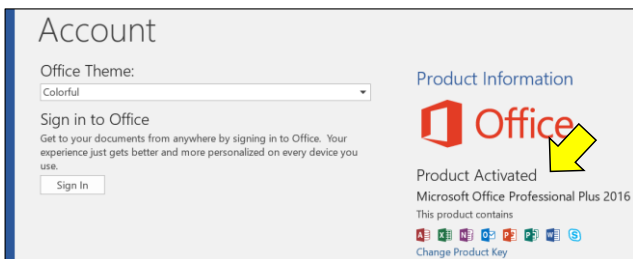 Account
Office Theme:
Colorful
Sign in to Office
Get to your documents from anywhere by signing in to Office. Your
experience just gets better and more personalized on every device you
use.
Sign In
Product Information
Office
Product Activated
Microsoft Office Professional Plus 2016
This product contains
Change Product Key